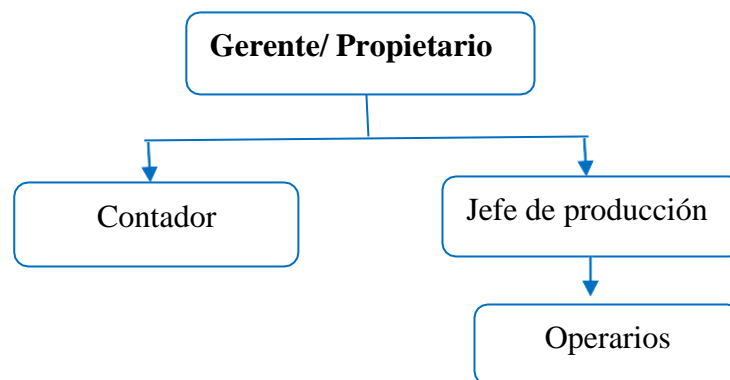 Gerente/ Propietario
Contador
Jefe de producción
Operarios